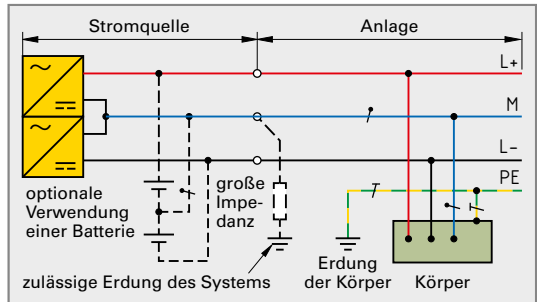 Stromquelle
Anlage
L+
M
L–
PE
optionale
Verwendung
einer Batterie
große
Impe-
danz
zulässige Erdung des Systems
Erdung
der Körper
Körper